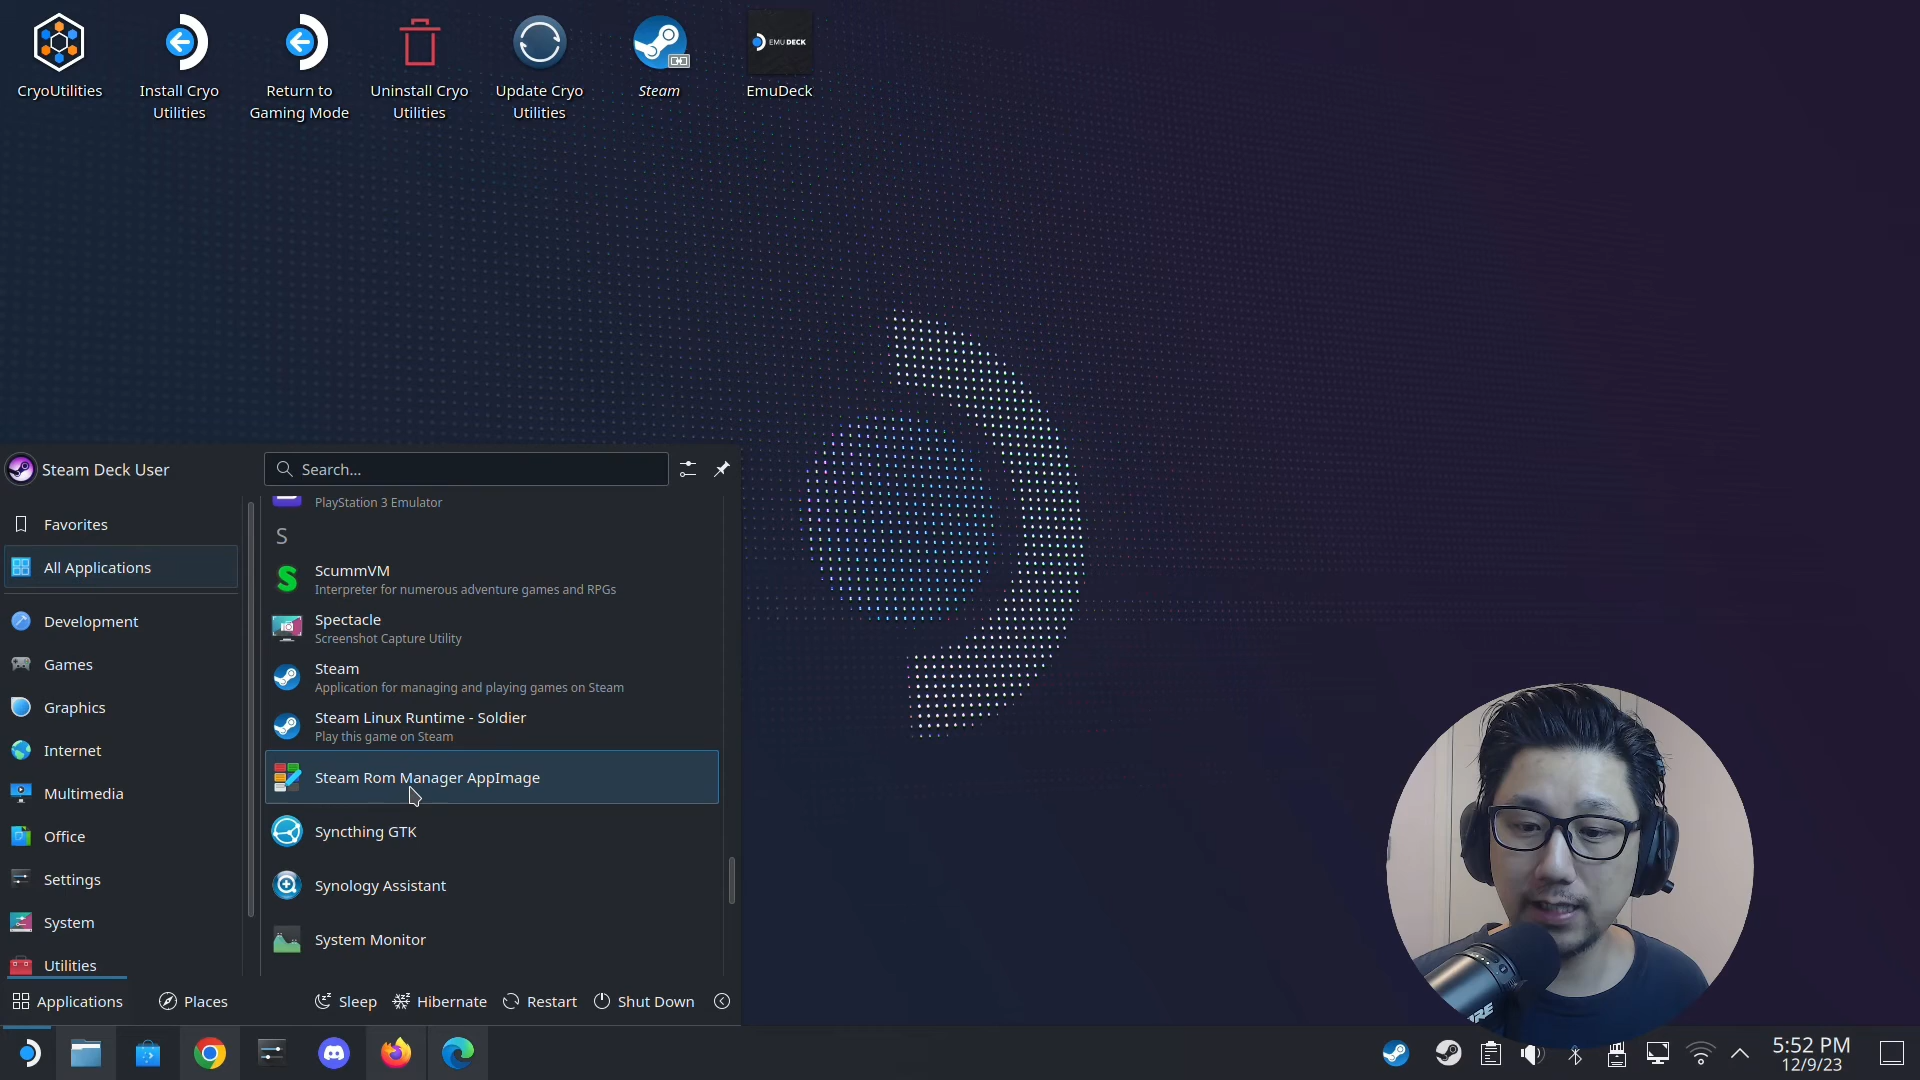 CryoUtilities
Install Cryo
Utilities
Return to
Gaming Mode
Uninstall Cryo
Utilities
Update Cryo
Utilities
Steam
EMU DECK
EmuDeck
Steam Deck User
Search...
Favorites
All Applications
Development
Games
Graphics
Internet
Multimedia
Office
Settings
System
Utilities
PlayStation 3 Emulator
S
ScummVM
Interpreter for numerous adventure games and RPGs
Spectacle
Screenshot Capture Utility
Steam
Application for managing and playing games on Steam
Steam Linux Runtime - Soldier
Play this game on Steam
Steam Rom Manager AppImage
Syncthing GTK
Synology Assistant
System Monitor
Applications
Places
Sleep
Hibernate
Restart
Shut Down
5:52 PM
12/9/23